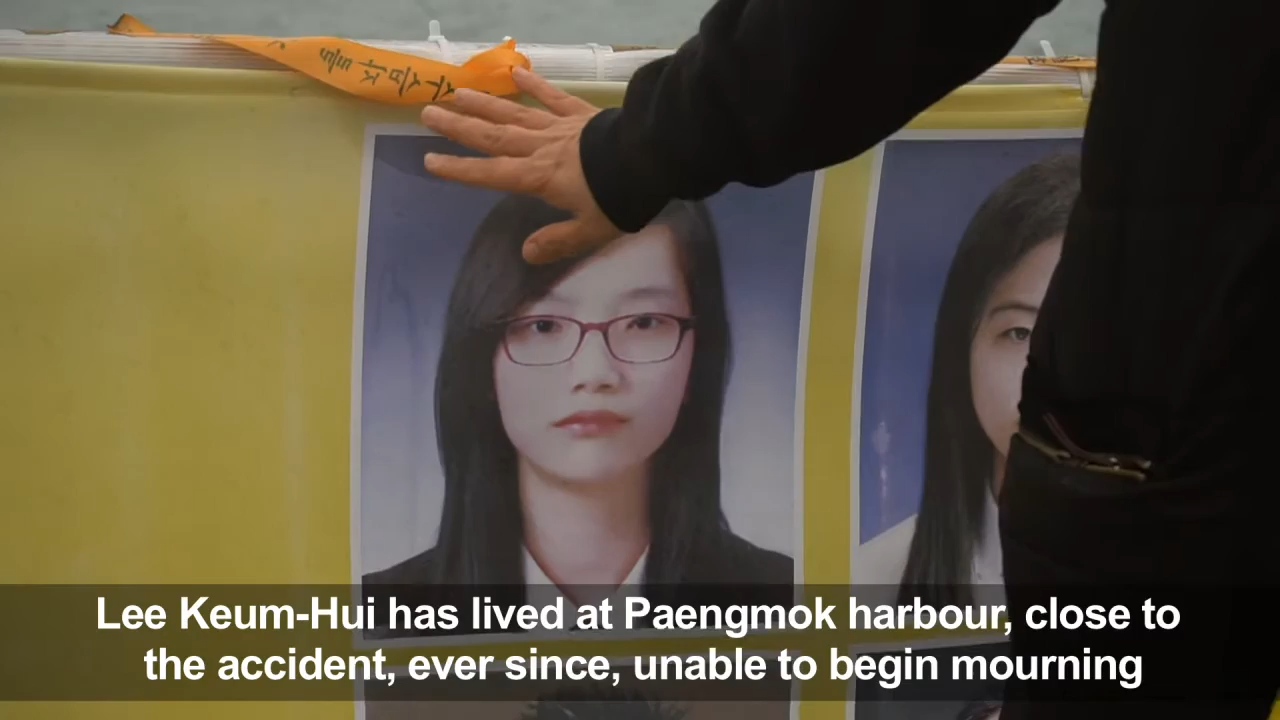 Lee Keum-Hui has lived at Paengmok harbour, close to
the accident, ever since, unable to begin mourning